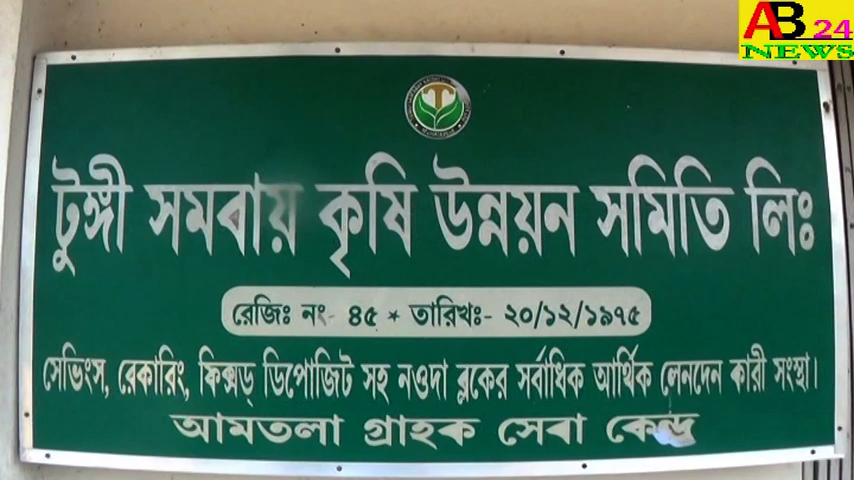 AB 24
NEWS
টুঙ্গী সমবায় কৃষি উন্নয়ন সমিতি লিঃ
রেজিঃ নং- ৪৫ * তারিখঃ- ২০/১২/১৯৭৫
সেভিংস, রেকারিং, ফিক্সড্ ডিপোজিট সহ নওদা ব্লকের সর্বাধিক আর্থিক লেনদেন কারী সংস্থা।
আমতলা গ্রাহক সেবা কেন্দ্র